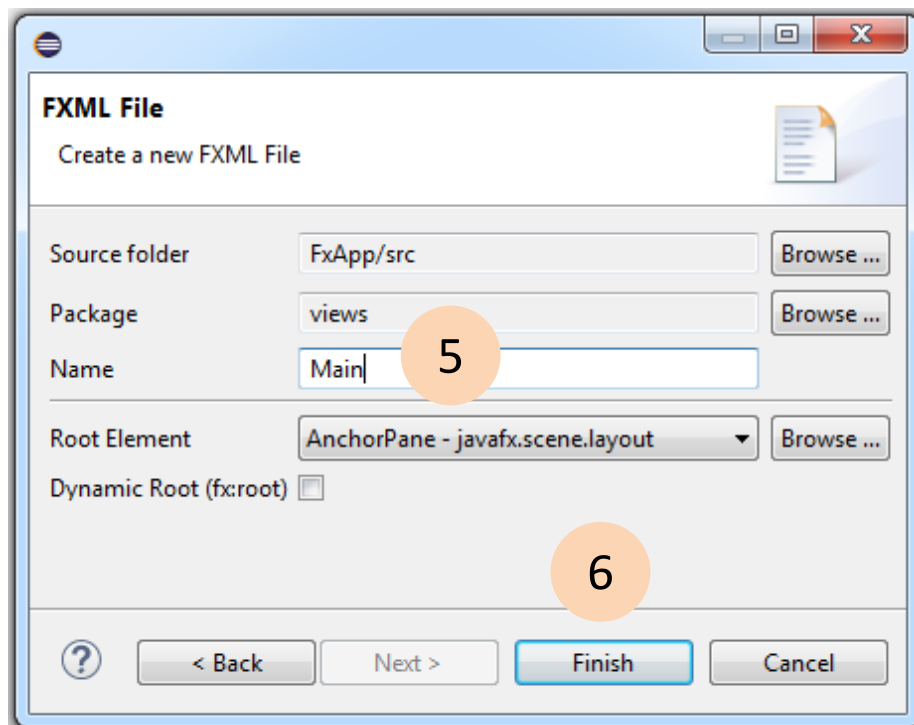 FXML File
Create a new FXML File
Source folder FxApp/src Browse ...
Package views Browse ...
5
Name Main
Root Element AnchorPane - javafx.scene.layout Browse ...
Dynamic Root (fx:root)
6
? < Back Next > Finish Cancel